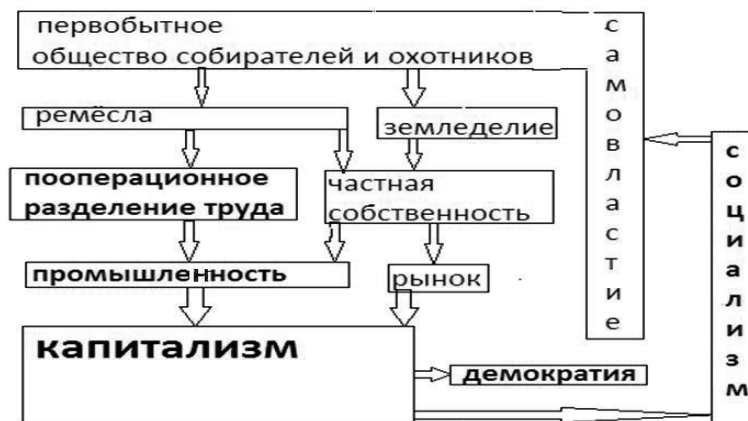 первобытное
общество собирателей и охотников
самовластие
ремёсла
земледелие
пооперационное
разделение труда
частная
собственность
промышленность
рынок
капитализм
демократия
социализм